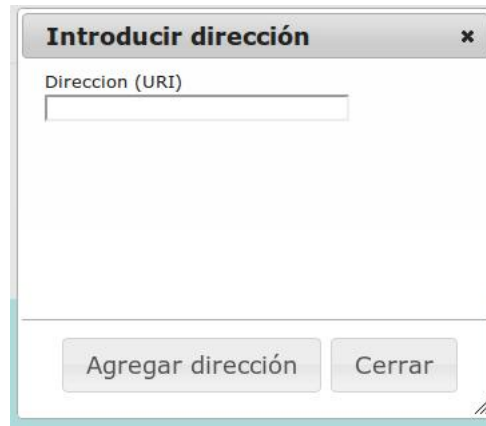 Introducir dirección
Direccion (URI)
Agregar dirección Cerrar